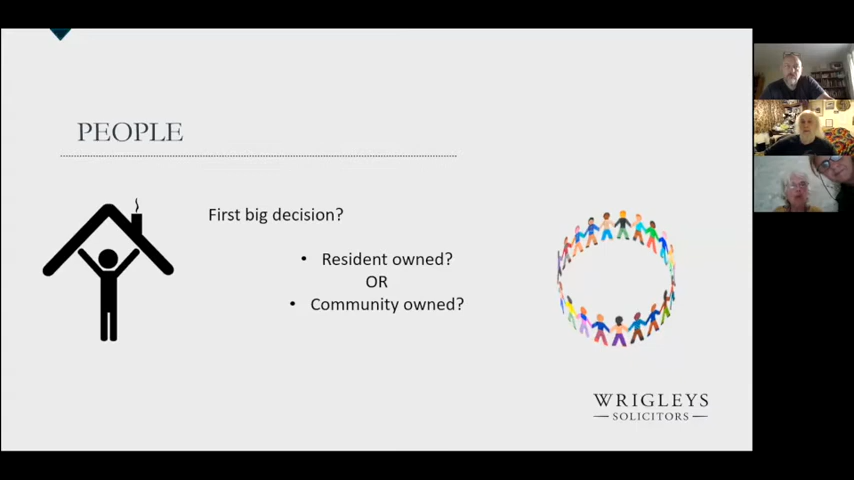 PEOPLE
First big decision?
• Resident owned?
OR
• Community owned?
WRIGLEYS
SOLICITORS